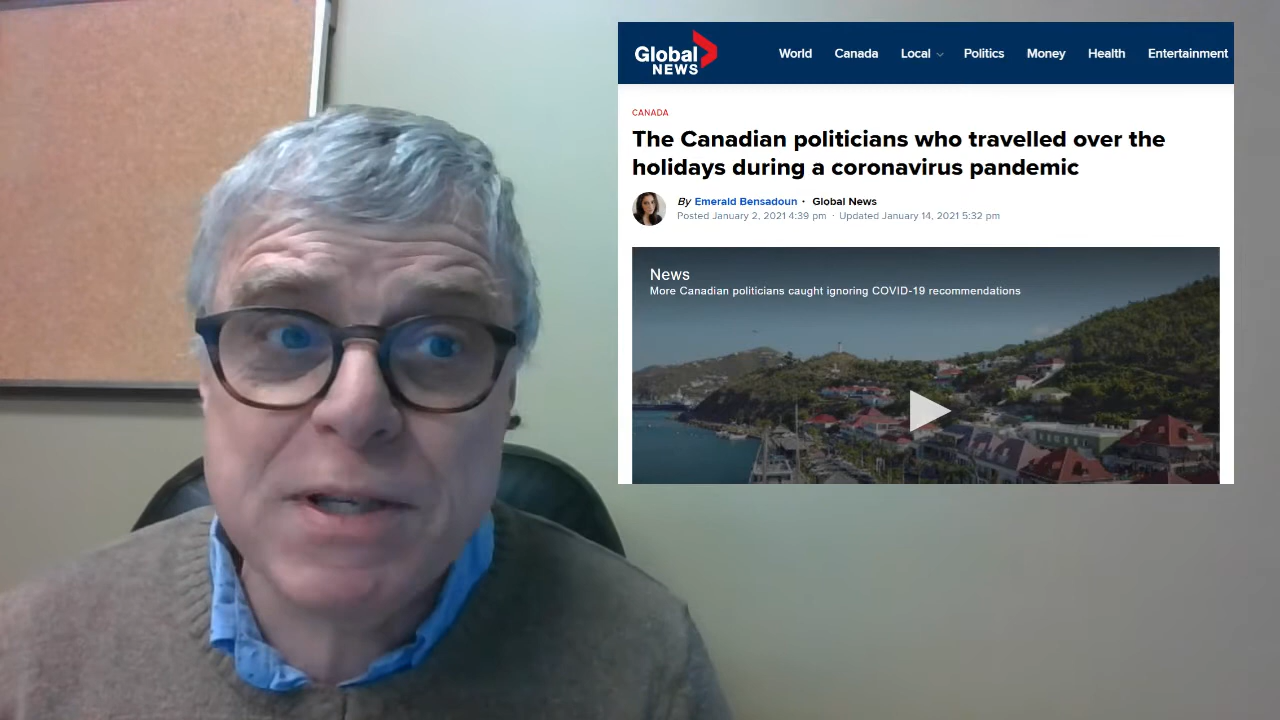 Global
NEWS
World Canada Local Politics Money Health Entertainment
CANADA
The Canadian politicians who travelled over the
holidays during a coronavirus pandemic
By Emerald Bensadoun · Global News
Posted January 2, 2021 4:39 pm · Updated January 14, 2021 5:32 pm
News
More Canadian politicians caught ignoring COVID-19 recommendations